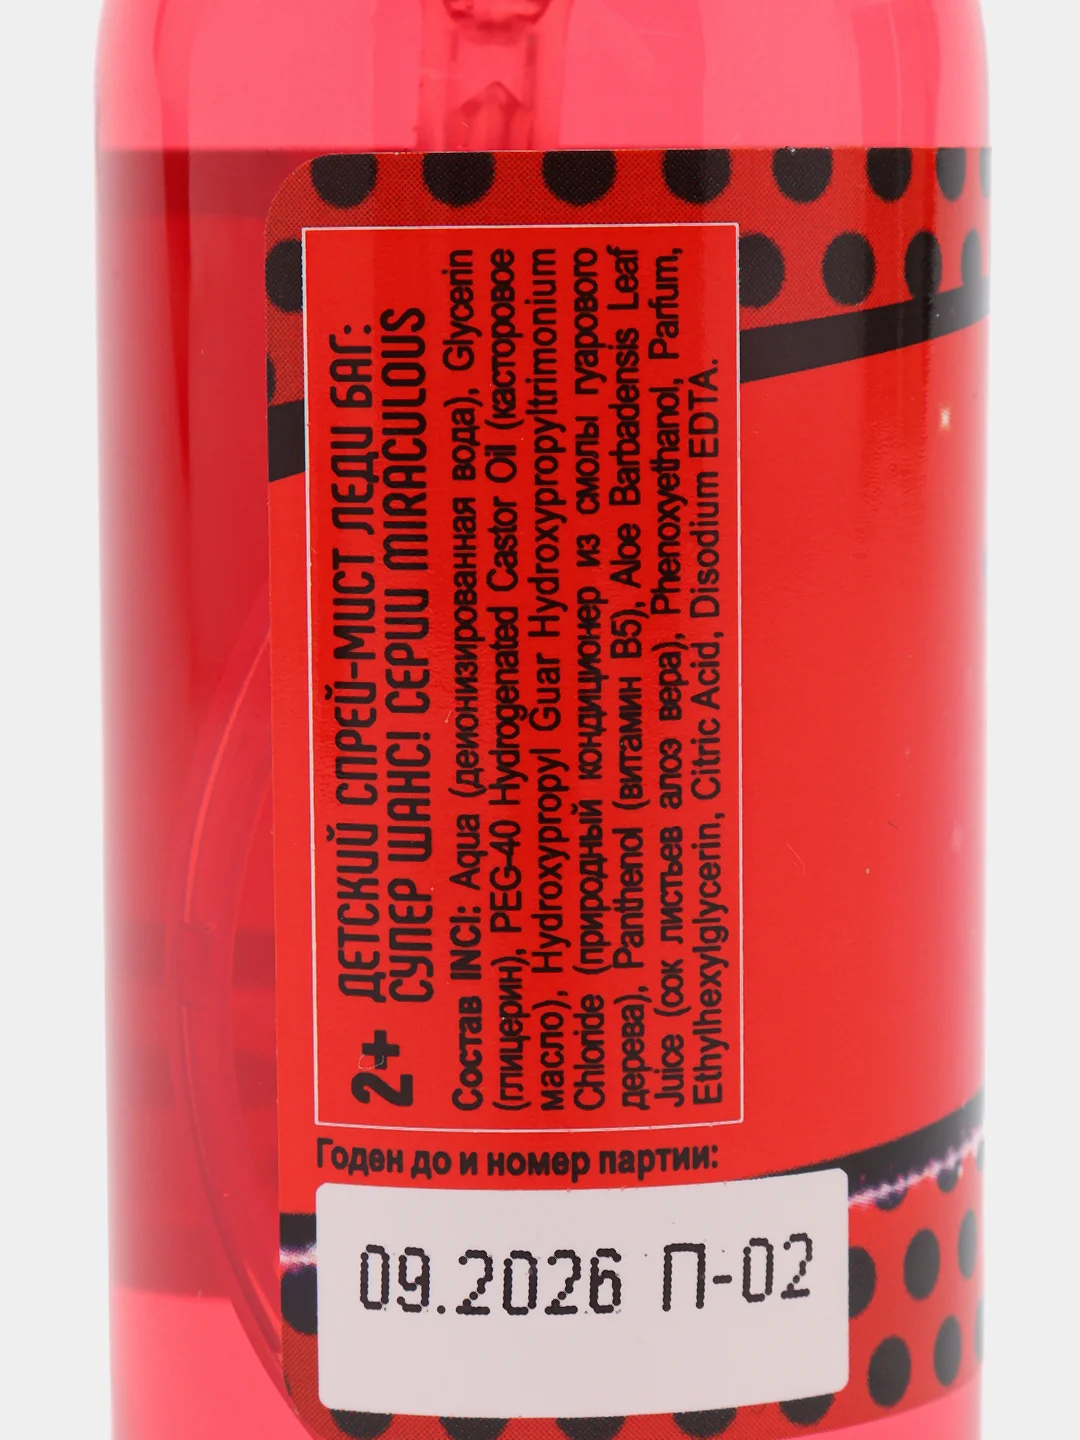 2+
ДЕТСКИЙ СПРЕЙ-МИСТ ЛЕДИ БАГ:
СУПЕР ШАНС! СЕРИИ MIRACULOUS
Состав INCI: Aqua (деионизированная вода), Glycerin
(глицерин), PEG-40 Hydrogenated Castor Oil (касторовое
масло), Hydroxypropyl Guar Hydroxypropyltrimonium
Chloride (природный кондиционер из смолы гуарового
дерева), Panthenol (витамин B5), Aloe Barbadensis Leaf
Juice (сок листьев алоэ вера), Phenoxyethanol, Parfum,
Ethylhexylglycerin, Citric Acid, Disodium EDTA.
Годен до и номер партии:
09.2026 П-02